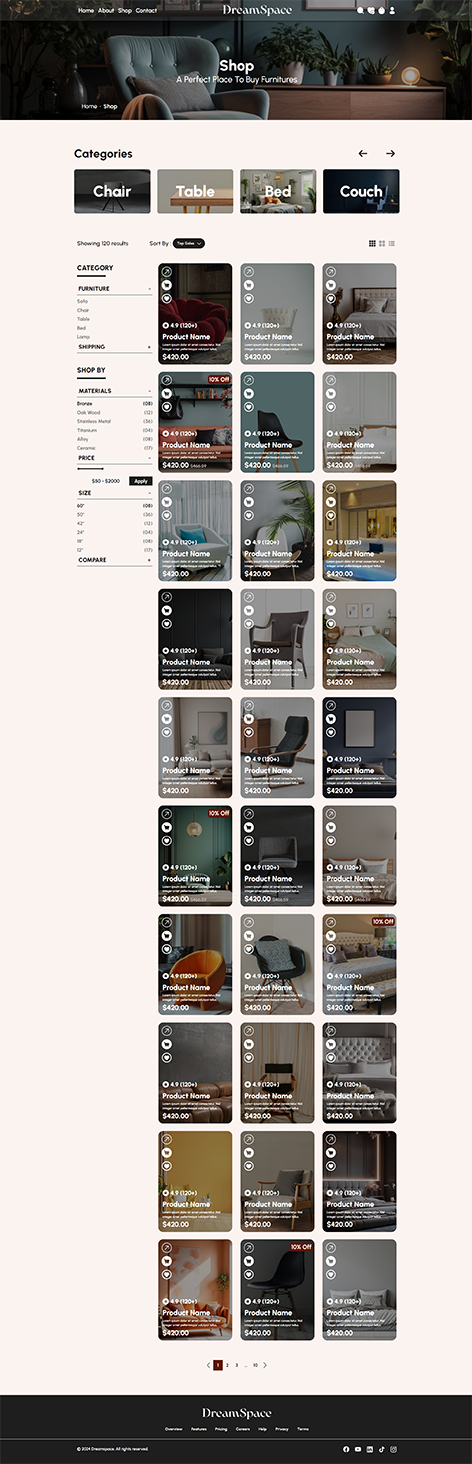 Home About Shop Contact
DreamSpace
Shop
A Perfect Place To Buy Furnitures
Home · Shop
Categories
Chair
Table
Bed
Couch
Showing 120 results
Sort By :
Top Sales
CATEGORY
FURNITURE -
Sofa
Chair
Table
Bed
Lamp
SHIPPING +
SHOP BY
MATERIALS -
Bronze (08)
Oak Wood (12)
Stainless Metal (36)
Titanium (04)
Alloy (08)
Ceramic (17)
PRICE -
$50 - $2000 Apply
SIZE -
60" (08)
50" (36)
42" (12)
24" (04)
18" (08)
12" (17)
COMPARE +
4.9 (120+)
Product Name
$420.00
4.9 (120+)
Product Name
$420.00
4.9 (120+)
Product Name
$420.00
10% Off
4.9 (120+)
Product Name
$420.00
4.9 (120+)
Product Name
$420.00
4.9 (120+)
Product Name
$420.00
4.9 (120+)
Product Name
$420.00
4.9 (120+)
Product Name
$420.00
4.9 (120+)
Product Name
$420.00
4.9 (120+)
Product Name
$420.00
4.9 (120+)
Product Name
$420.00
4.9 (120+)
Product Name
$420.00
4.9 (120+)
Product Name
$420.00
4.9 (120+)
Product Name
$420.00
4.9 (120+)
Product Name
$420.00
10% Off
4.9 (120+)
Product Name
$420.00
4.9 (120+)
Product Name
$420.00
4.9 (120+)
Product Name
$420.00
4.9 (120+)
Product Name
$420.00
4.9 (120+)
Product Name
$420.00
10% Off
4.9 (120+)
Product Name
$420.00
4.9 (120+)
Product Name
$420.00
4.9 (120+)
Product Name
$420.00
4.9 (120+)
Product Name
$420.00
4.9 (120+)
Product Name
$420.00
4.9 (120+)
Product Name
$420.00
4.9 (120+)
Product Name
$420.00
4.9 (120+)
Product Name
$420.00
10% Off
4.9 (120+)
Product Name
$420.00
4.9 (120+)
Product Name
$420.00
1 2 3 ... 10
DreamSpace
Overview Features Pricing Careers Help Privacy Terms
© 2024 Dreamspace. All rights reserved.